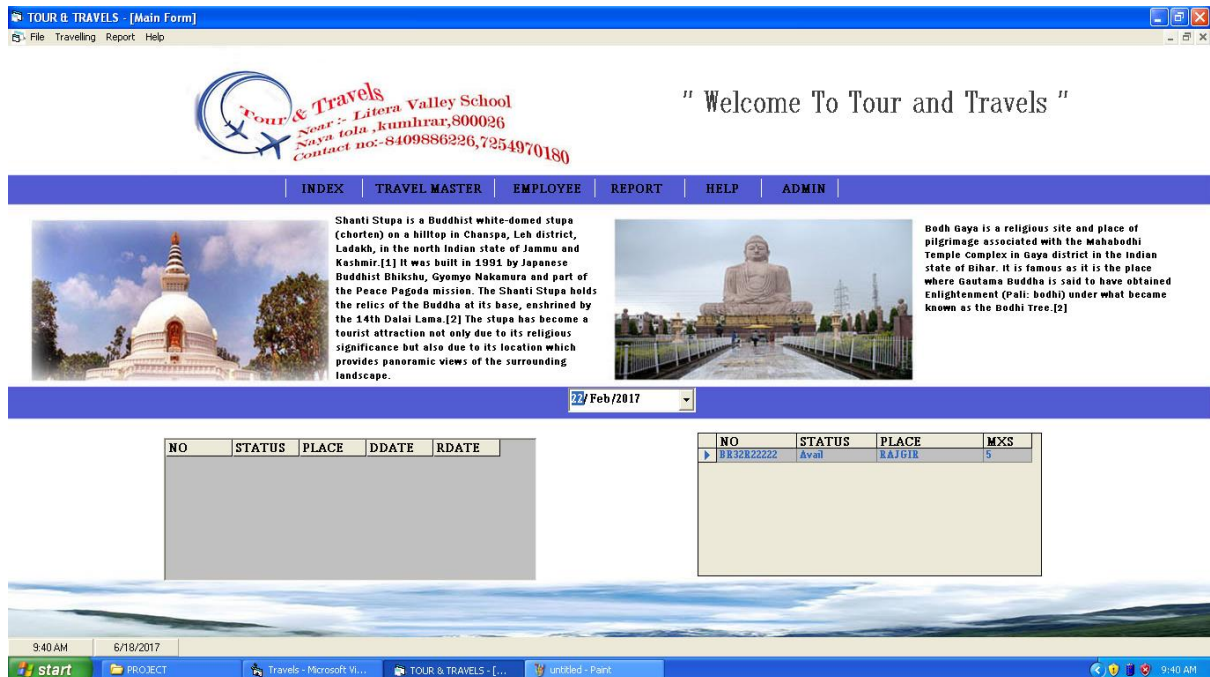 TOUR & TRAVELS - [Main Form]
File Travelling Report Help
Tour & Travels
Near :- Litera Valley School
Naya tola ,kumhrar,800026
Contact no:-8409886226,7254970180
" Welcome To Tour and Travels "
INDEX TRAVEL MASTER EMPLOYEE REPORT HELP ADMIN
Shanti Stupa is a Buddhist white-domed stupa
(chorten) on a hilltop in Chanspa, Leh district,
Ladakh, in the north Indian state of Jammu and
Kashmir.[1] It was built in 1991 by Japanese
Buddhist Bhikshu, Gyomyo Nakamura and part of
the Peace Pagoda mission. The Shanti Stupa holds
the relics of the Buddha at its base, enshrined by
the 14th Dalai Lama.[2] The stupa has become a
tourist attraction not only due to its religious
significance but also due to its location which
provides panoramic views of the surrounding
landscape.
Bodh Gaya is a religious site and place of
pilgrimage associated with the Mahabodhi
Temple Complex in Gaya district in the Indian
state of Bihar. It is famous as it is the place
where Gautama Buddha is said to have obtained
Enlightenment (Pali: bodhi) under what became
known as the Bodhi Tree.[2]
22/Feb/2017
NO STATUS PLACE DDATE RDATE
NO STATUS PLACE MXS
BR32R22222 Avail RAJGIR 5
9:40 AM 6/18/2017
start PROJECT Travels - Microsoft Vi... TOUR & TRAVELS - [... untitled - Paint 9:40 AM